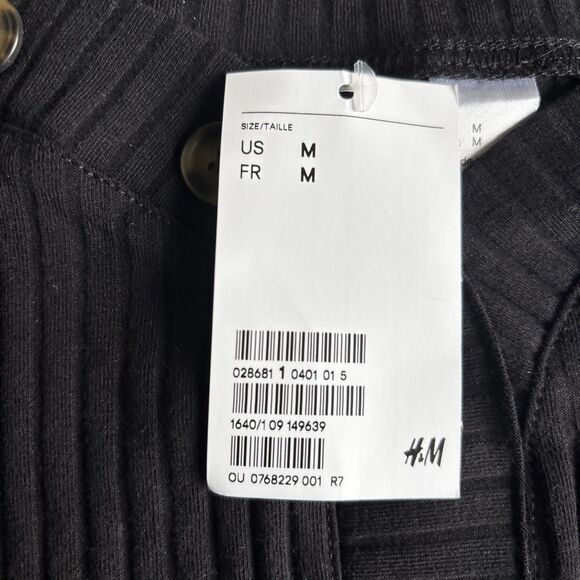 SIZE/TAILLE
US M
FR M
028681 1 0401 01 5
1640/1 09 149639
H&M
OU 0768229 001 R7
M
M